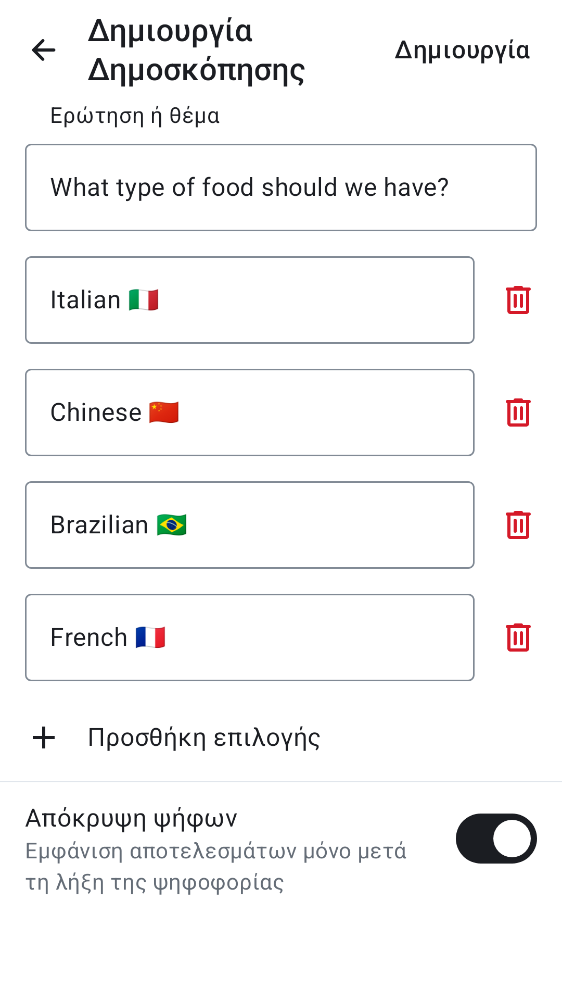 Δημιουργία
Δημοσκόπησης
Δημιουργία
Ερώτηση ή θέμα
What type of food should we have?
Italian 🇮🇹
Chinese 🇨🇳
Brazilian 🇧🇷
French 🇫🇷
Προσθήκη επιλογής
Απόκρυψη ψήφων
Εμφάνιση αποτελεσμάτων μόνο μετά
τη λήξη της ψηφοφορίας